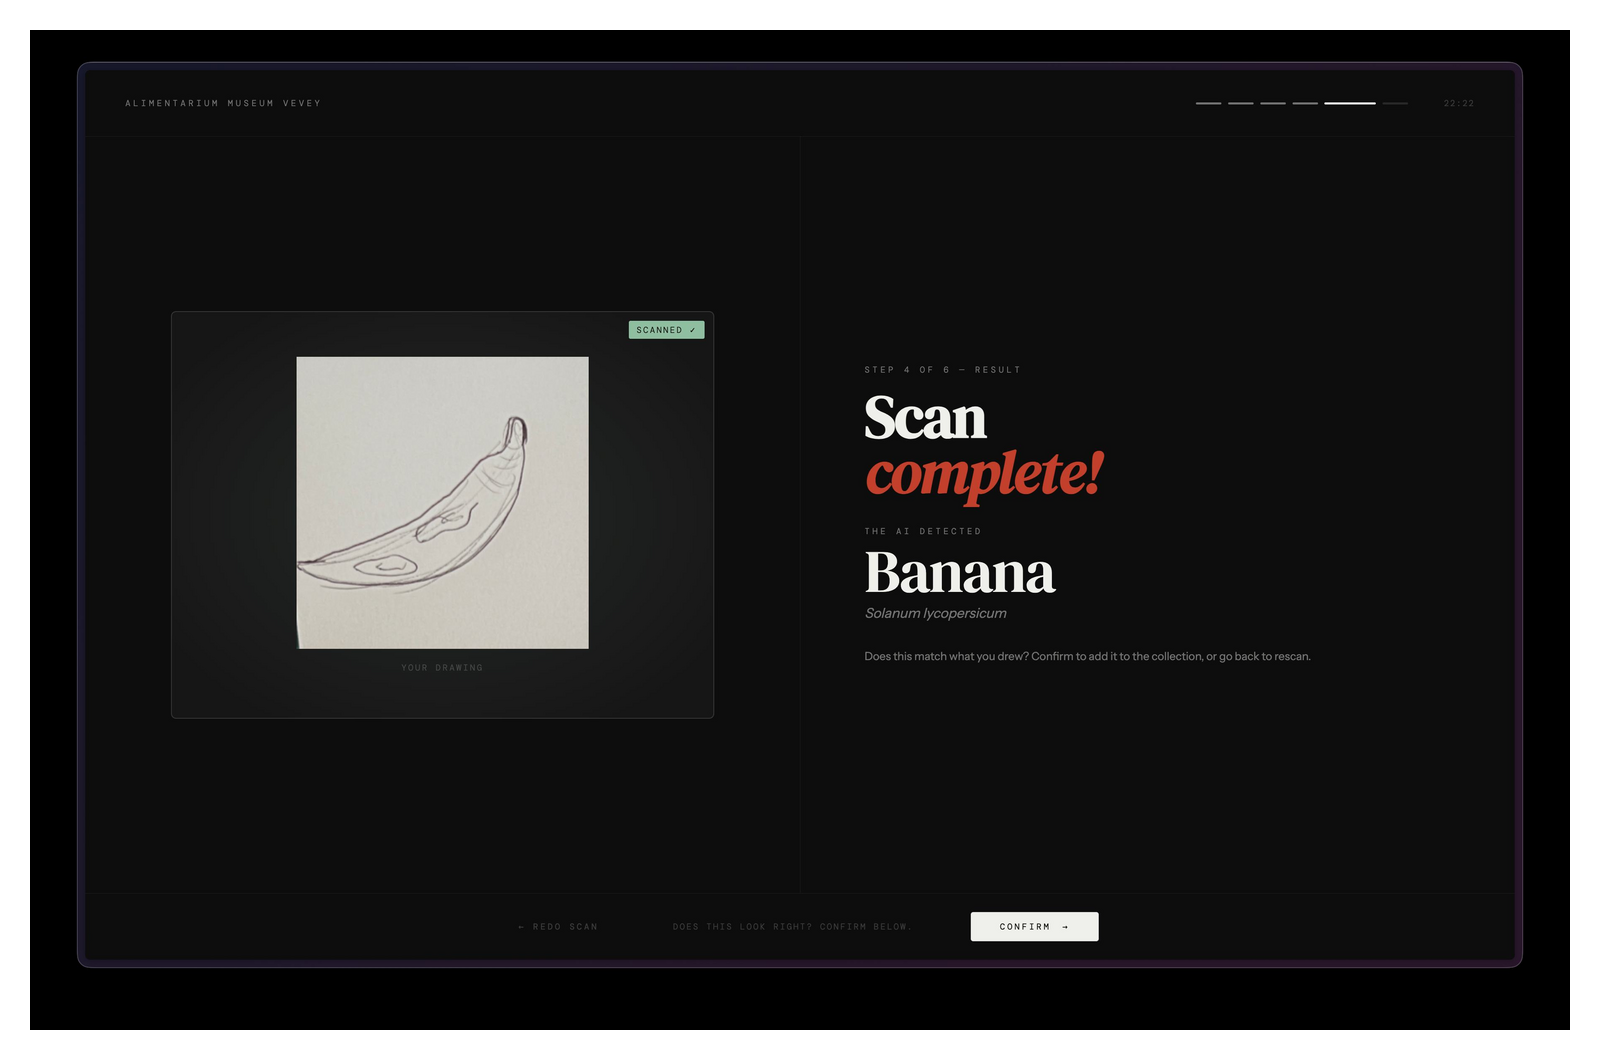 ALIMENTARIUM MUSEUM VEVEY
22:22
SCANNED ✓
YOUR DRAWING
STEP 4 OF 6 — RESULT
Scan
complete!
THE AI DETECTED
Banana
Solanum lycopersicum
Does this match what you drew? Confirm to add it to the collection, or go back to rescan.
← REDO SCAN
DOES THIS LOOK RIGHT? CONFIRM BELOW.
CONFIRM →